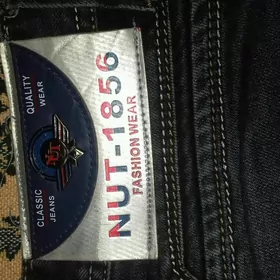 QUALITY
WEAR
CLASSIC
JEANS
NUT-1856
FASHION WEAR